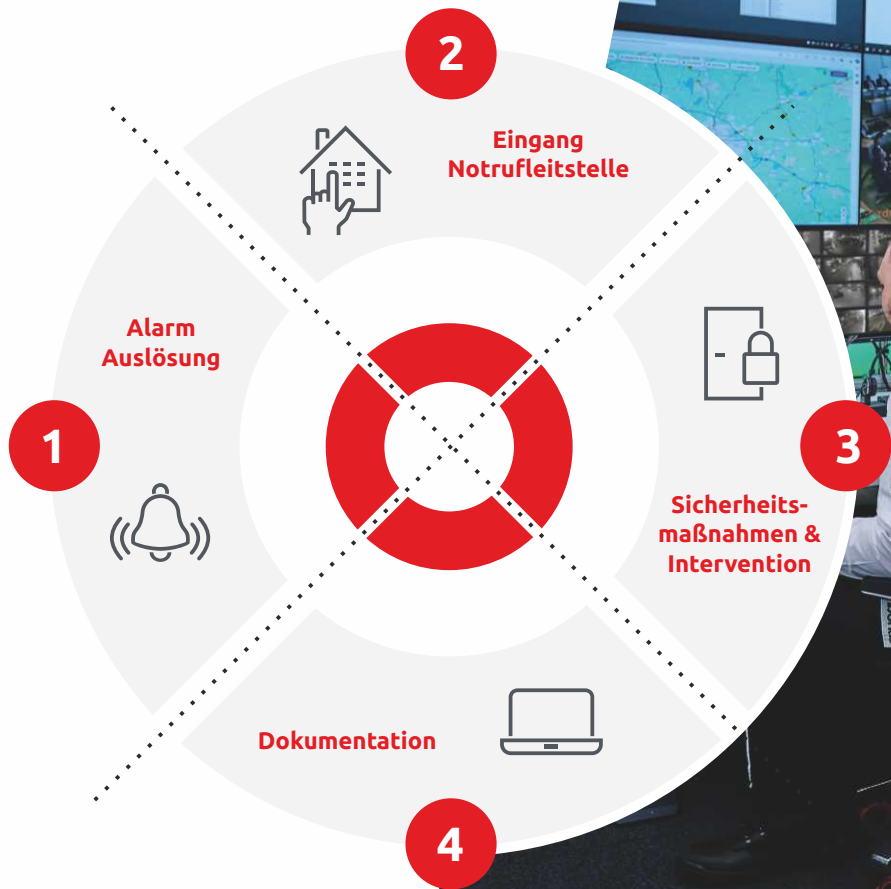 2
Eingang
Notrufleitstelle
Alarm
Auslösung
1
3
Sicherheits-
maßnahmen &
Intervention
Dokumentation
4